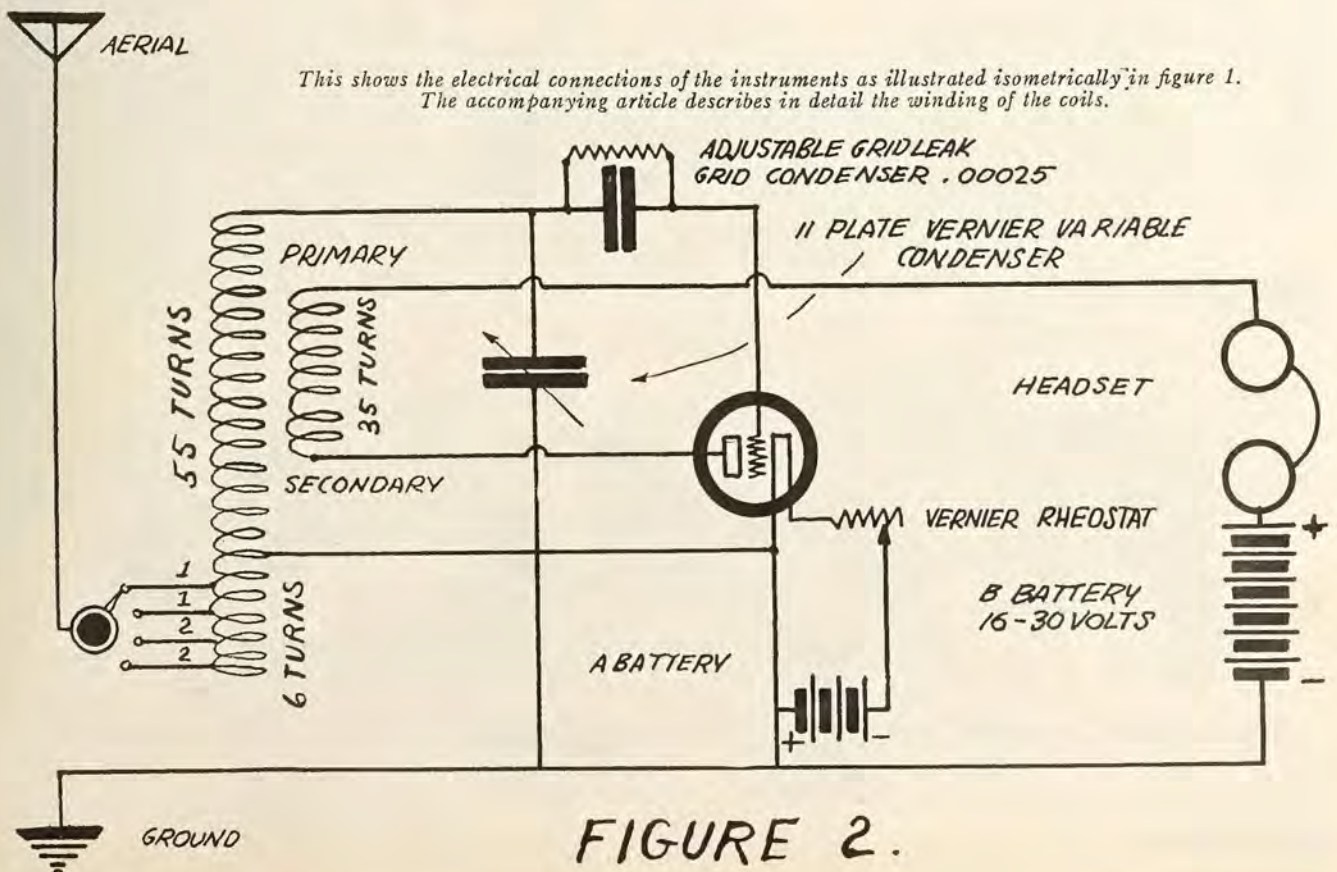 AERIAL
This shows the electrical connections of the instruments as illustrated isometrically in figure 1.
The accompanying article describes in detail the winding of the coils.
ADJUSTABLE GRID LEAK
GRID CONDENSER .00025
11 PLATE VERNIER VARIABLE
CONDENSER
PRIMARY
55 TURNS
35 TURNS
HEADSET
SECONDARY
VERNIER RHEOSTAT
+
1
1
2
2
6 TURNS
B BATTERY
16-30 VOLTS
A BATTERY
-
+ -
GROUND
FIGURE 2.